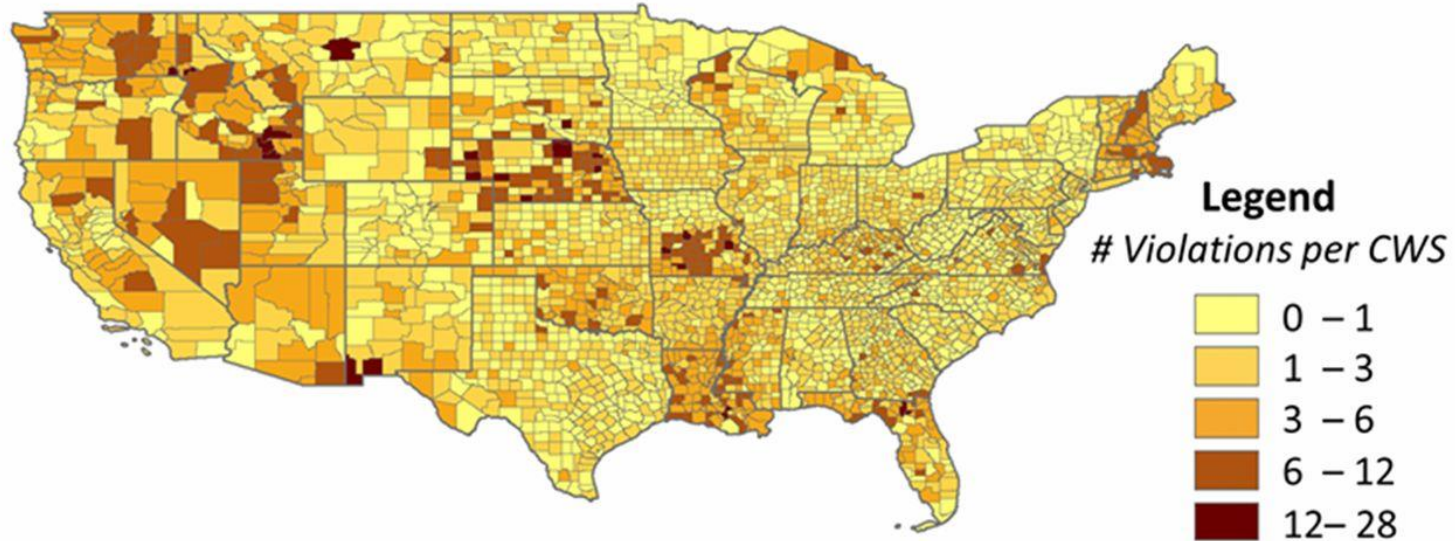 Legend
# Violations per CWS
0 – 1
1 – 3
3 – 6
6 – 12
12– 28